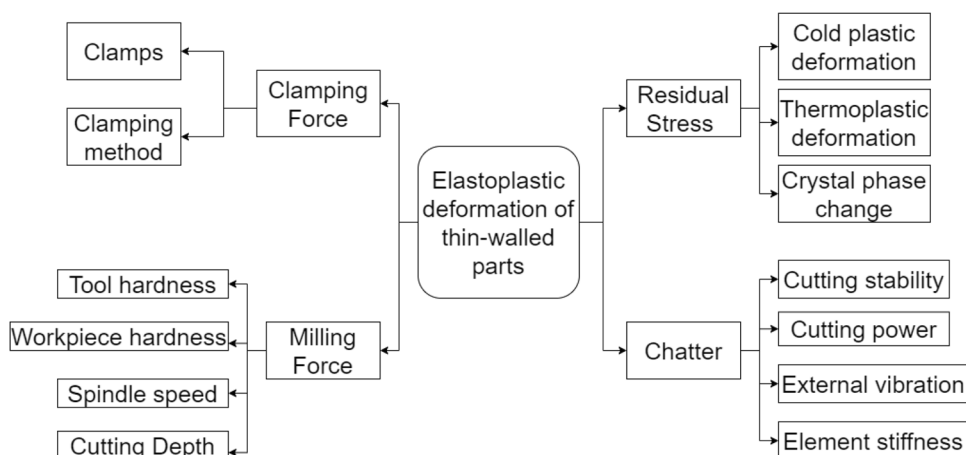 Clamps
Clamping
method
Clamping
Force
Elastoplastic
deformation of
thin-walled
parts
Residual
Stress
Cold plastic
deformation
Thermoplastic
deformation
Crystal phase
change
Tool hardness
Workpiece hardness
Spindle speed
Cutting Depth
Milling
Force
Chatter
Cutting stability
Cutting power
External vibration
Element stiffness